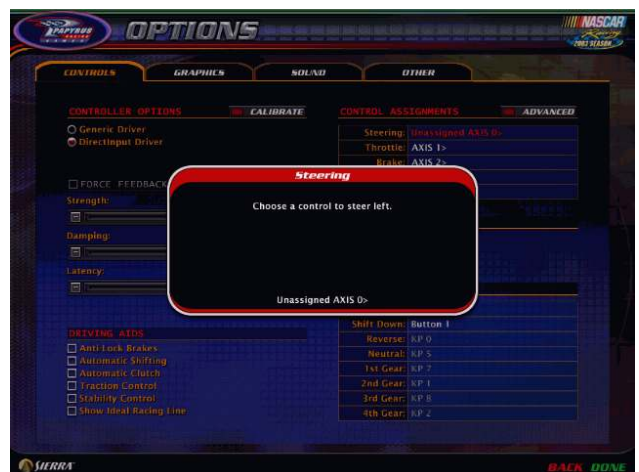 PAPYRUS
RACING
GAMES
OPTIONS
NASCAR
Racing
2003 SEASON
CONTROLS
GRAPHICS
SOUND
OTHER
CONTROLLER OPTIONS
CALIBRATE
Generic Driver
DirectInput Driver
FORCE FEEDBACK
Strength:
Damping:
Latency:
DRIVING AIDS
Anti Lock Brakes
Automatic Shifting
Automatic Clutch
Traction Control
Stability Control
Show Ideal Racing Line
CONTROL ASSIGNMENTS
ADVANCED
Steering: Unassigned AXIS 0>
Throttle: AXIS 1>
Brake: AXIS 2>
Steering
Choose a control to steer left.
Unassigned AXIS 0>
Shift Down: Button 1
Reverse: KP 0
Neutral: KP 5
1st Gear: KP 7
2nd Gear: KP 1
3rd Gear: KP 8
4th Gear: KP 2
SIERRA
BACK DONE